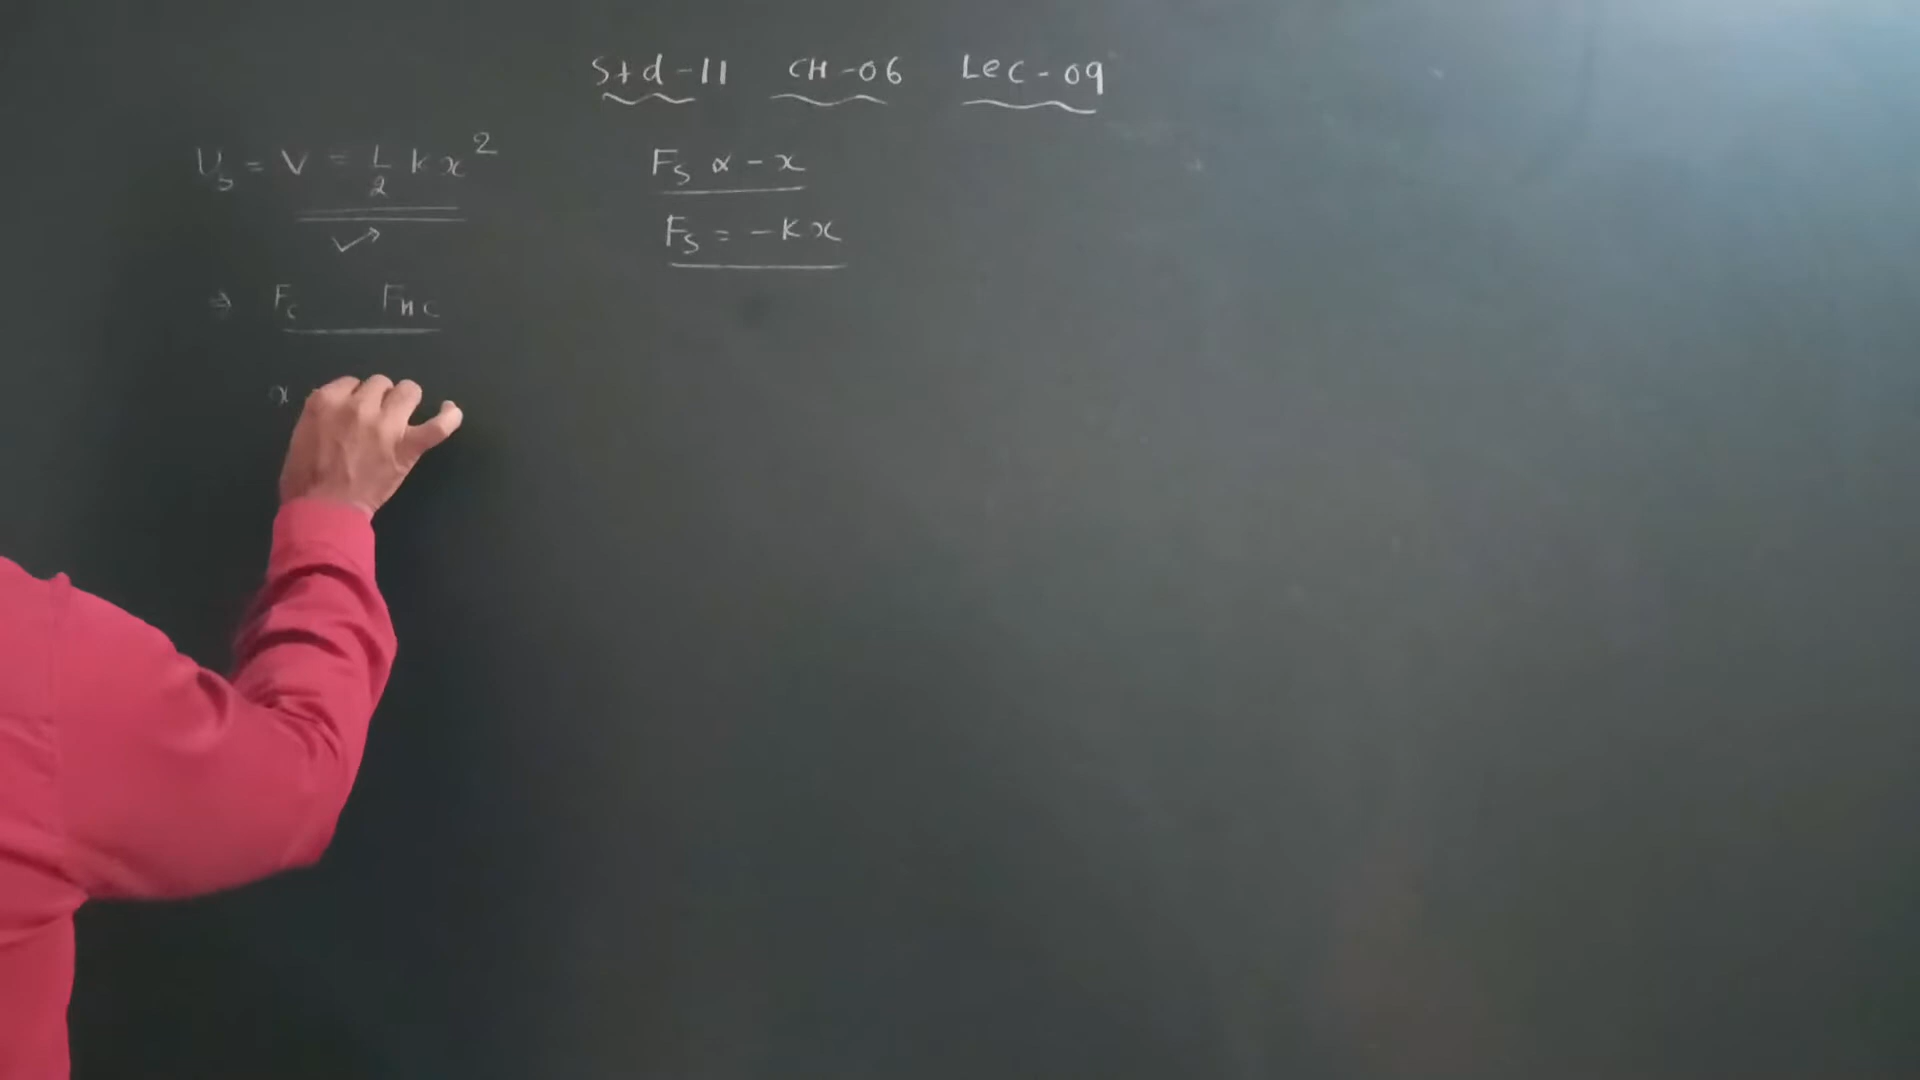 Std-11 CH-06 Lec-09
Us = V = 1/2 kx²
Fs α - x
Fs = -kx
⇒ Fc Fnc
x